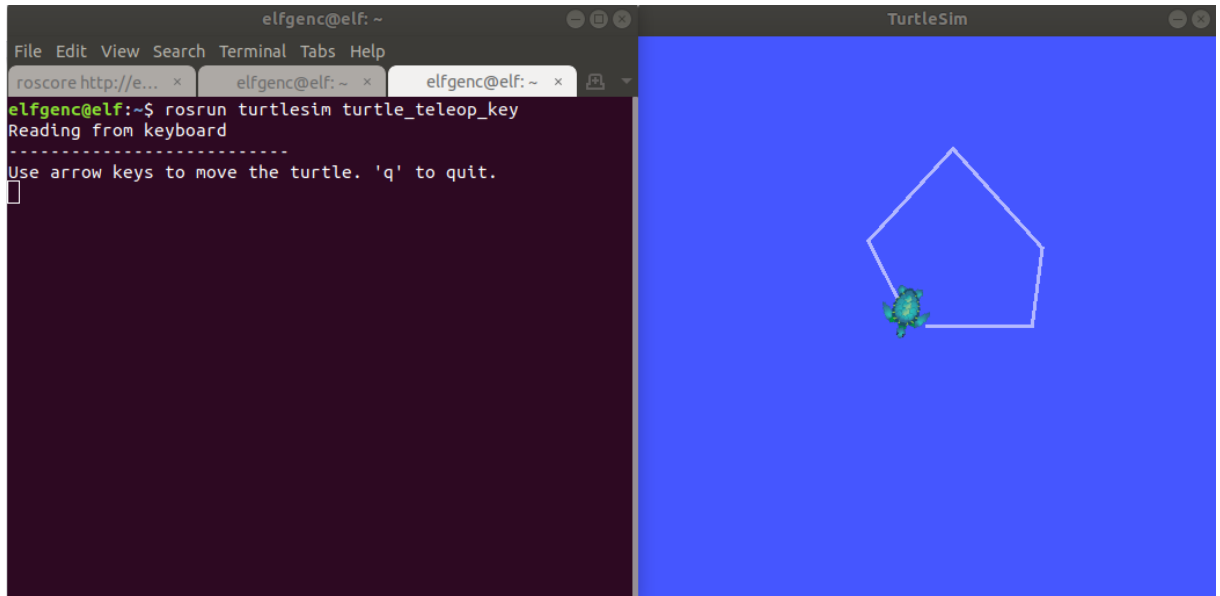 elfgenc@elf: ~
File Edit View Search Terminal Tabs Help
roscore http://e... × elfgenc@elf: ~ × elfgenc@elf: ~ ×
elfgenc@elf:~$ rosrun turtlesim turtle_teleop_key
Reading from keyboard
---------------------------
Use arrow keys to move the turtle. 'q' to quit.
TurtleSim